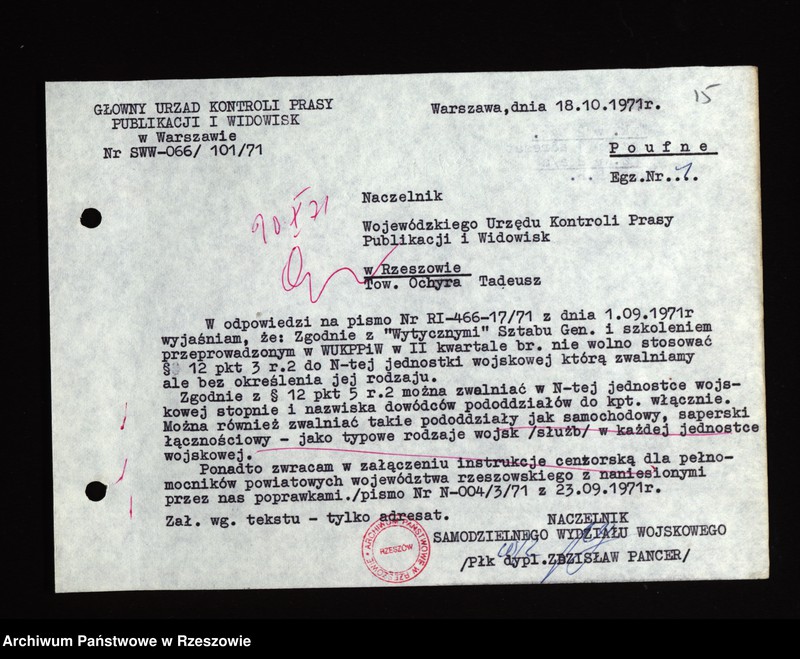 GŁOWNY URZAD KONTROLI PRASY
PUBLIKACJI I WIDOWISK
w Warszawie
Nr SWW-066/ 101/71
Warszawa,dnia 18.10.1971r.
15
Poufne
Egz.Nr..1.
Naczelnik
Wojewódzkiego Urzędu Kontroli Prasy
Publikacji i Widowisk
w Rzeszowie
Tow. Ochyra Tadeusz
W odpowiedzi na pismo Nr RI-466-17/71 z dnia 1.09.1971r
wyjaśniam, że: Zgodnie z "Wytycznymi" Sztabu Gen. i szkoleniem
przeprowadzonym w WUKPPiW w II kwartale br. nie wolno stosować
§ 12 pkt 3 r.2 do N-tej jednostki wojskowej którą zwalniamy
ale bez określenia jej rodzaju.
Zgodnie z § 12 pkt 5 r.2 można zwalniać w N-tej jednostce wojs-
kowej stopnie i nazwiska dowódców pododdziałów do kpt. włącznie.
Można również zwalniać takie pododdziały jak samochodowy, saperski
łącznościowy - jako typowe rodzaje wojsk /służb/ w każdej jednostce
wojskowej.
Ponadto zwracam w załączeniu instrukcje cenzorską dla pełno-
mocników powiatowych województwa rzeszowskiego z naniesionymi
przez nas poprawkami./pismo Nr N-004/3/71 z 23.09.1971r.
Zał. wg. tekstu - tylko adresat.
NACZELNIK
SAMODZIELNEGO WYDZIAŁU WOJSKOWEGO
/Płk dypl.ZDZISŁAW PANCER/
ARCHIWUM PAŃSTWOWE W RZESZOWIE
RZESZÓW
Archiwum Państwowe w Rzeszowie